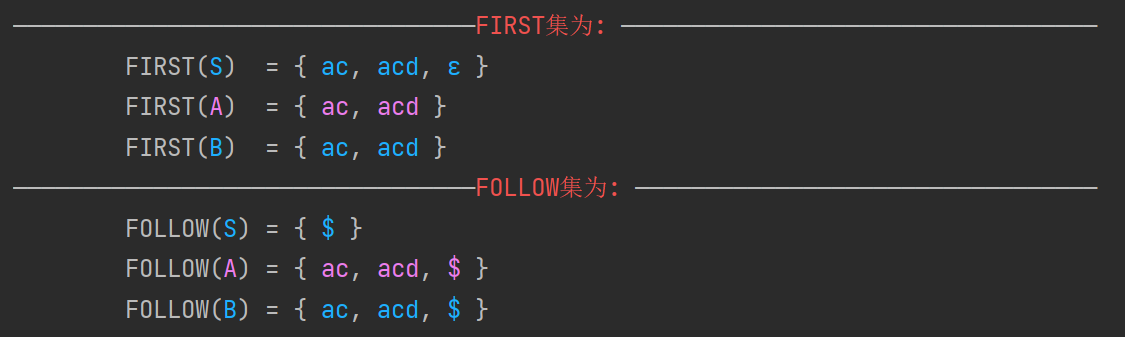 FIRST集为:
FIRST(S) = { ac, acd, ε }
FIRST(A) = { ac, acd }
FIRST(B) = { ac, acd }
FOLLOW集为:
FOLLOW(S) = { $ }
FOLLOW(A) = { ac, acd, $ }
FOLLOW(B) = { ac, acd, $ }